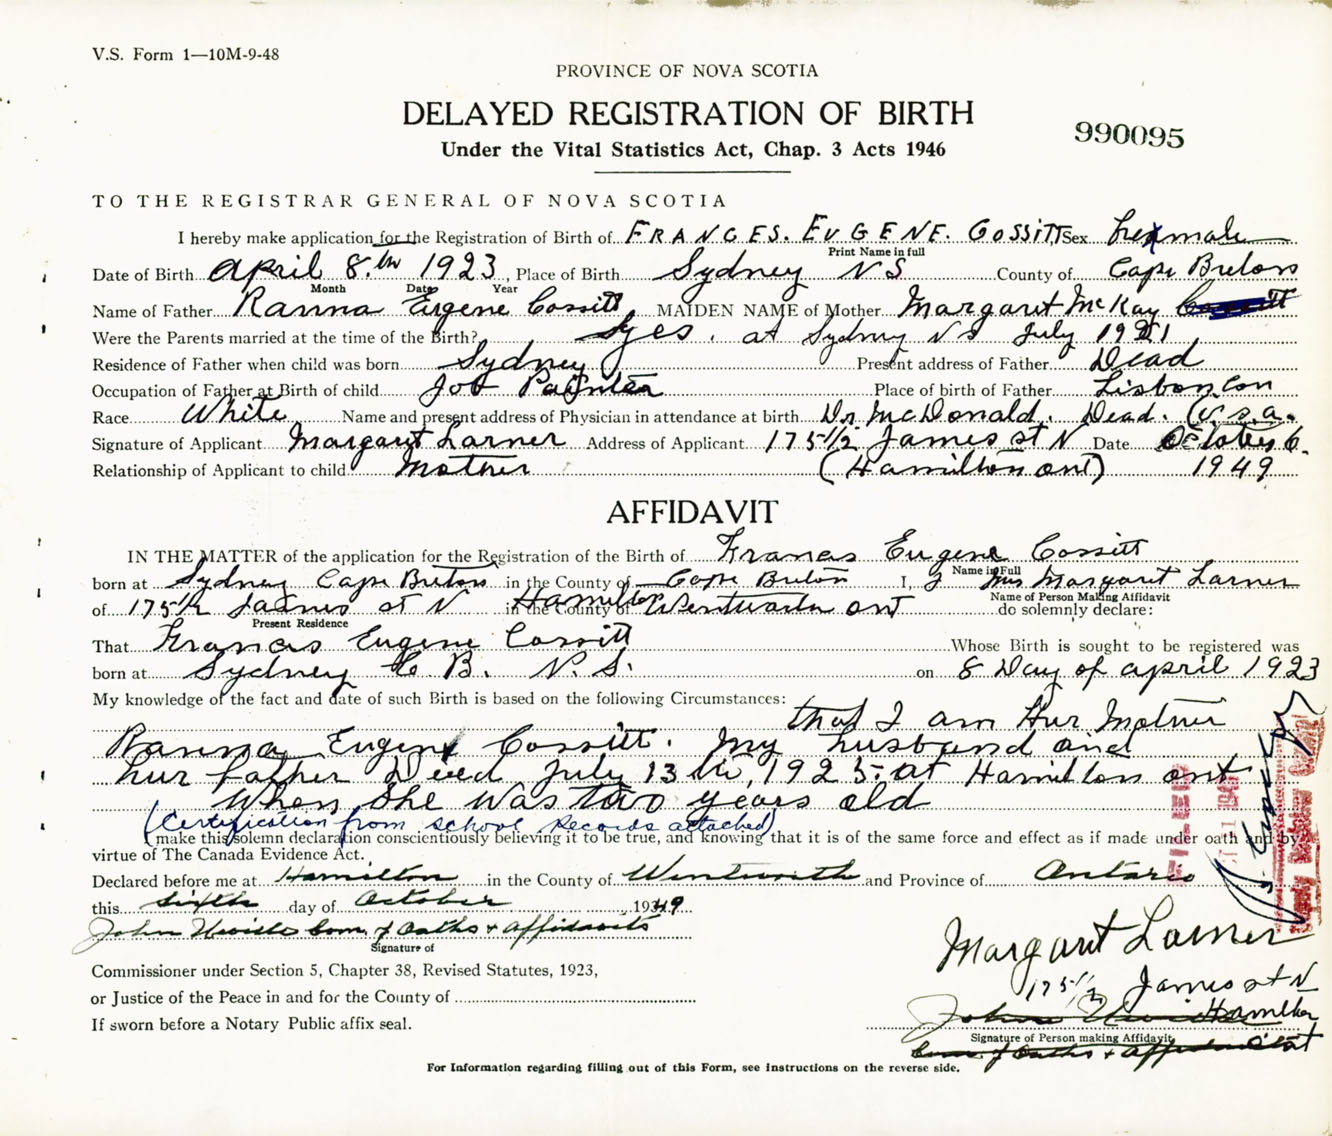 V.S. Form 1—10M-9-48
PROVINCE OF NOVA SCOTIA
DELAYED REGISTRATION OF BIRTH
990095
Under the Vital Statistics Act, Chap. 3 Acts 1946
TO THE REGISTRAR GENERAL OF NOVA SCOTIA
I hereby make application for the Registration of Birth of FRANCES. EUGENE. COSSITT Sex Female
Print Name in full
Date of Birth April 8.th 1923, Place of Birth Sydney N S County of Cape Breton
Month Date Year
Name of Father Ranna Eugene Cossitt MAIDEN NAME of Mother Margaret McKay
Were the Parents married at the time of the Birth? yes. at Sydney N S July 1921
Residence of Father when child was born Sydney Present address of Father Dead
Occupation of Father at Birth of child Job Painter Place of birth of Father Lisbon, Con
Race White Name and present address of Physician in attendance at birth Dr. McDonald. Dead. (U.S.A.
Signature of Applicant Margaret Larner Address of Applicant 175 1/2 James st N Date October 6.
Relationship of Applicant to child Mother (Hamilton ont) 1949
AFFIDAVIT
IN THE MATTER of the application for the Registration of the Birth of Frances Eugene Cossitt
Name in Full
born at Sydney Cape Breton in the County of Cape Breton I, Mrs Margaret Larner
Name of Person Making Affidavit
of 175 1/2 James st N Hamilton in the County of Wentworth ont do solemnly declare:
Present Residence
That Frances Eugene Cossitt Whose Birth is sought to be registered was
born at Sydney C. B. N. S. on 8 Day of april 1923
My knowledge of the fact and date of such Birth is based on the following Circumstances:
that I am Hur Mother
Ranna Eugene Cossitt. My husband and
hur father Died July 13th, 1925. at Hamilton ont
when she was two years old
(Certification from school records attached)
(make this solemn declaration conscientiously believing it to be true, and knowing that it is of the same force and effect as if made under oath and by
virtue of The Canada Evidence Act.
FILED
Declared before me at Hamilton in the County of Wentworth and Province of Ontario
this sixth day of October 1949
John Com. of Oaths & affidavits
Signature of
Margaret Larner
Commissioner under Section 5, Chapter 38, Revised Statutes, 1923,
175 1/2 James st N
or Justice of the Peace in and for the County of
Hamilton
If sworn before a Notary Public affix seal.
Signature of Person making Affidavit
ont
For Information regarding filling out of this Form, see instructions on the reverse side.